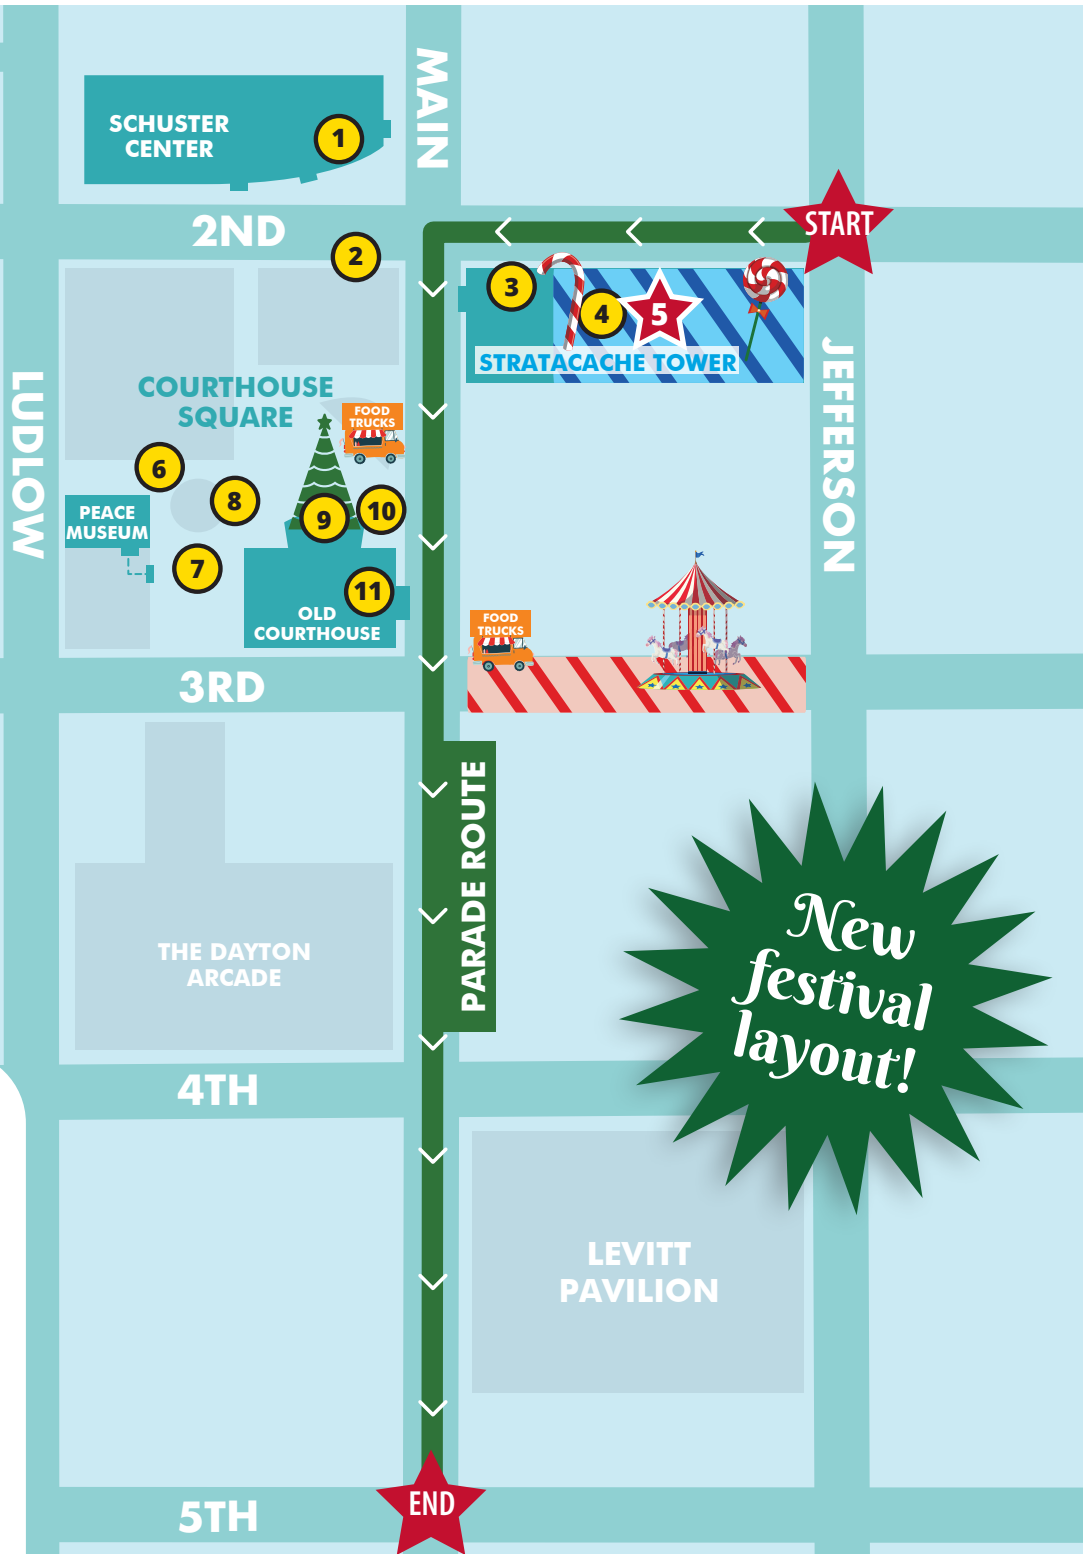 MAIN
SCHUSTER
CENTER
1
2ND
START
2
3
4
5
STRATACACHE TOWER
JEFFERSON
LUDLOW
COURTHOUSE
SQUARE
FOOD
TRUCKS
6
8
9
10
PEACE
MUSEUM
7
11
OLD
COURTHOUSE
FOOD
TRUCKS
3RD
PARADE ROUTE
THE DAYTON
ARCADE
New
festival
layout!
4TH
LEVITT
PAVILION
END
5TH